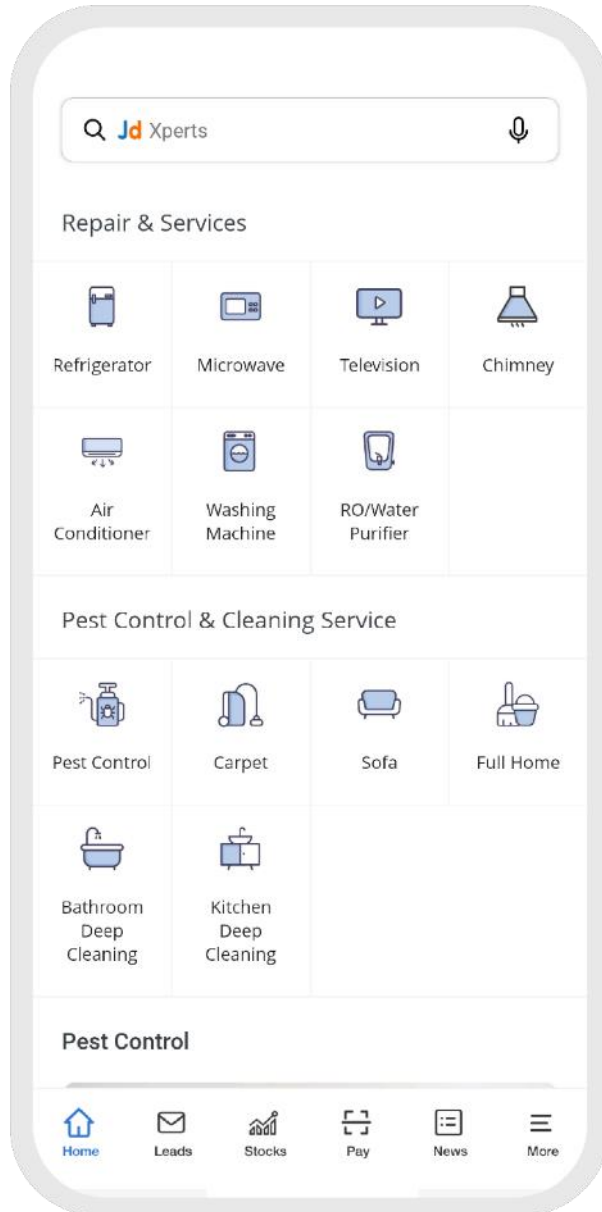 Jd Xperts
Repair & Services
Refrigerator
Microwave
Television
Chimney
Air
Conditioner
Washing
Machine
RO/Water
Purifier
Pest Control & Cleaning Service
Pest Control
Carpet
Sofa
Full Home
Bathroom
Deep
Cleaning
Kitchen
Deep
Cleaning
Pest Control
Home
Leads
Stocks
Pay
News
More